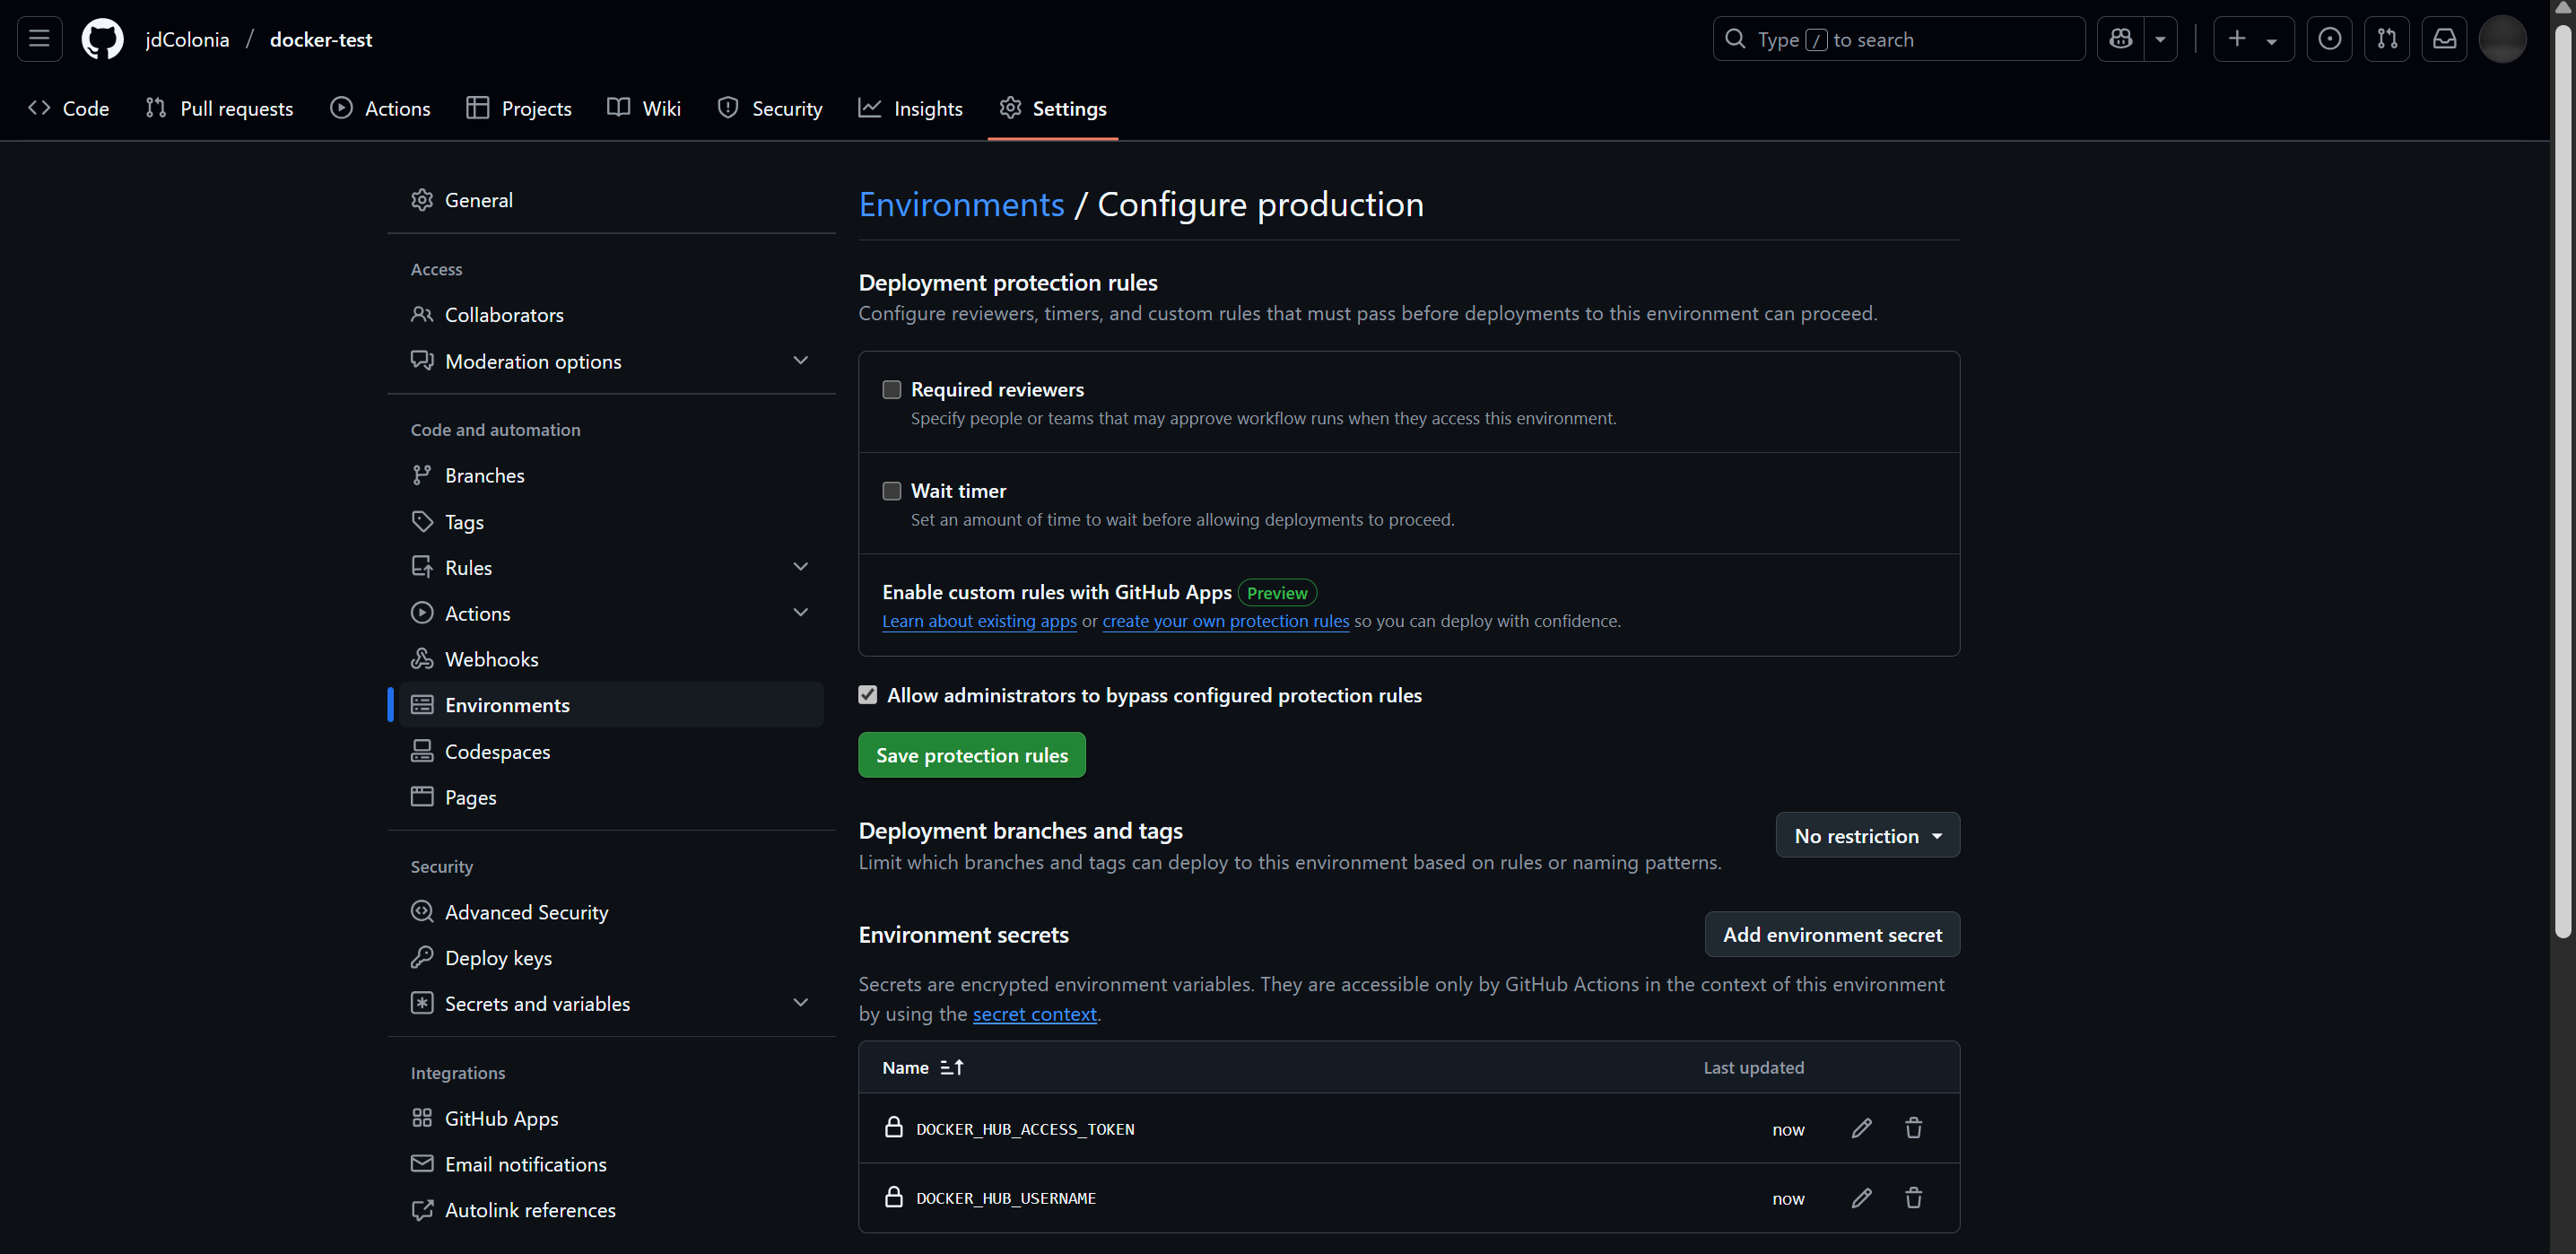 jdColonia / docker-test
Type / to search
Code
Pull requests
Actions
Projects
Wiki
Security
Insights
Settings
General
Access
Collaborators
Moderation options
Code and automation
Branches
Tags
Rules
Actions
Webhooks
Environments
Codespaces
Pages
Security
Advanced Security
Deploy keys
Secrets and variables
Integrations
GitHub Apps
Email notifications
Autolink references
Environments / Configure production
Deployment protection rules
Configure reviewers, timers, and custom rules that must pass before deployments to this environment can proceed.
Required reviewers
Specify people or teams that may approve workflow runs when they access this environment.
Wait timer
Set an amount of time to wait before allowing deployments to proceed.
Enable custom rules with GitHub Apps Preview
Learn about existing apps or create your own protection rules so you can deploy with confidence.
Allow administrators to bypass configured protection rules
Save protection rules
Deployment branches and tags
Limit which branches and tags can deploy to this environment based on rules or naming patterns.
No restriction
Environment secrets
Add environment secret
Secrets are encrypted environment variables. They are accessible only by GitHub Actions in the context of this environment
by using the secret context.
Name
Last updated
DOCKER_HUB_ACCESS_TOKEN
now
DOCKER_HUB_USERNAME
now